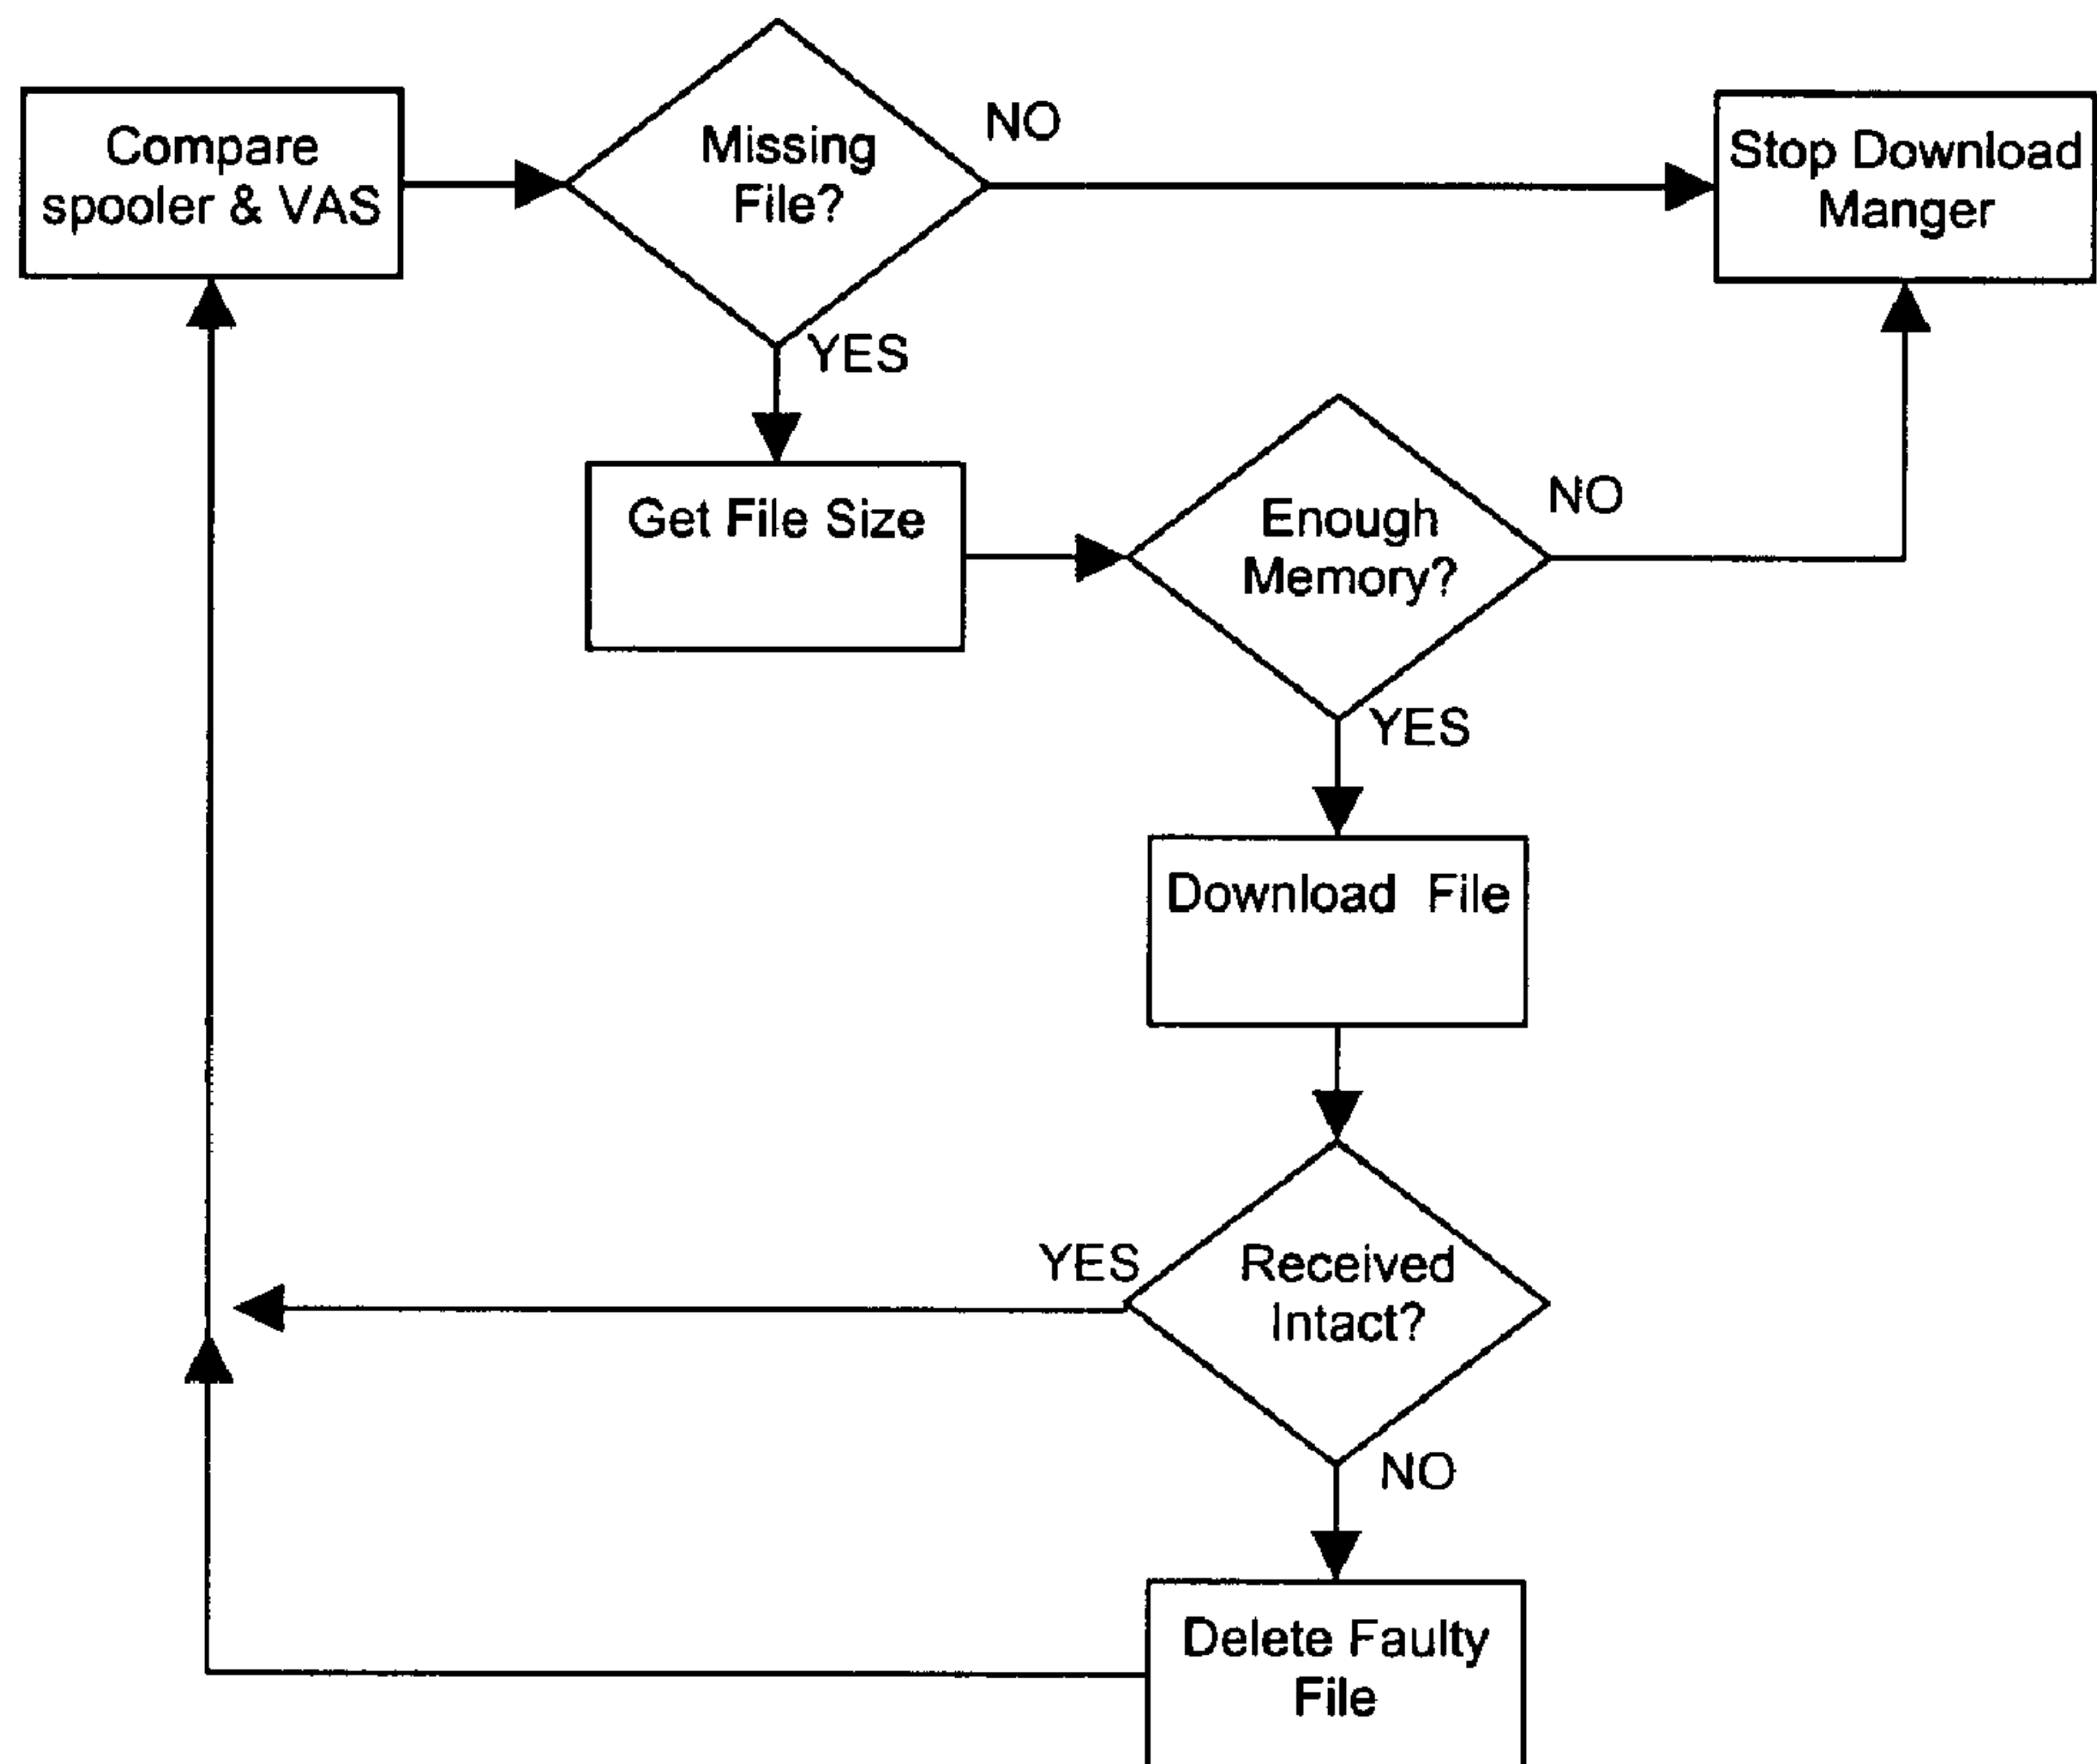 Compare
spooler & VAS
Missing
File?
NO
Stop Download
Manger
YES
Get File Size
Enough
Memory?
NO
YES
Download File
Received
Intact?
YES
NO
Delete Faulty
File